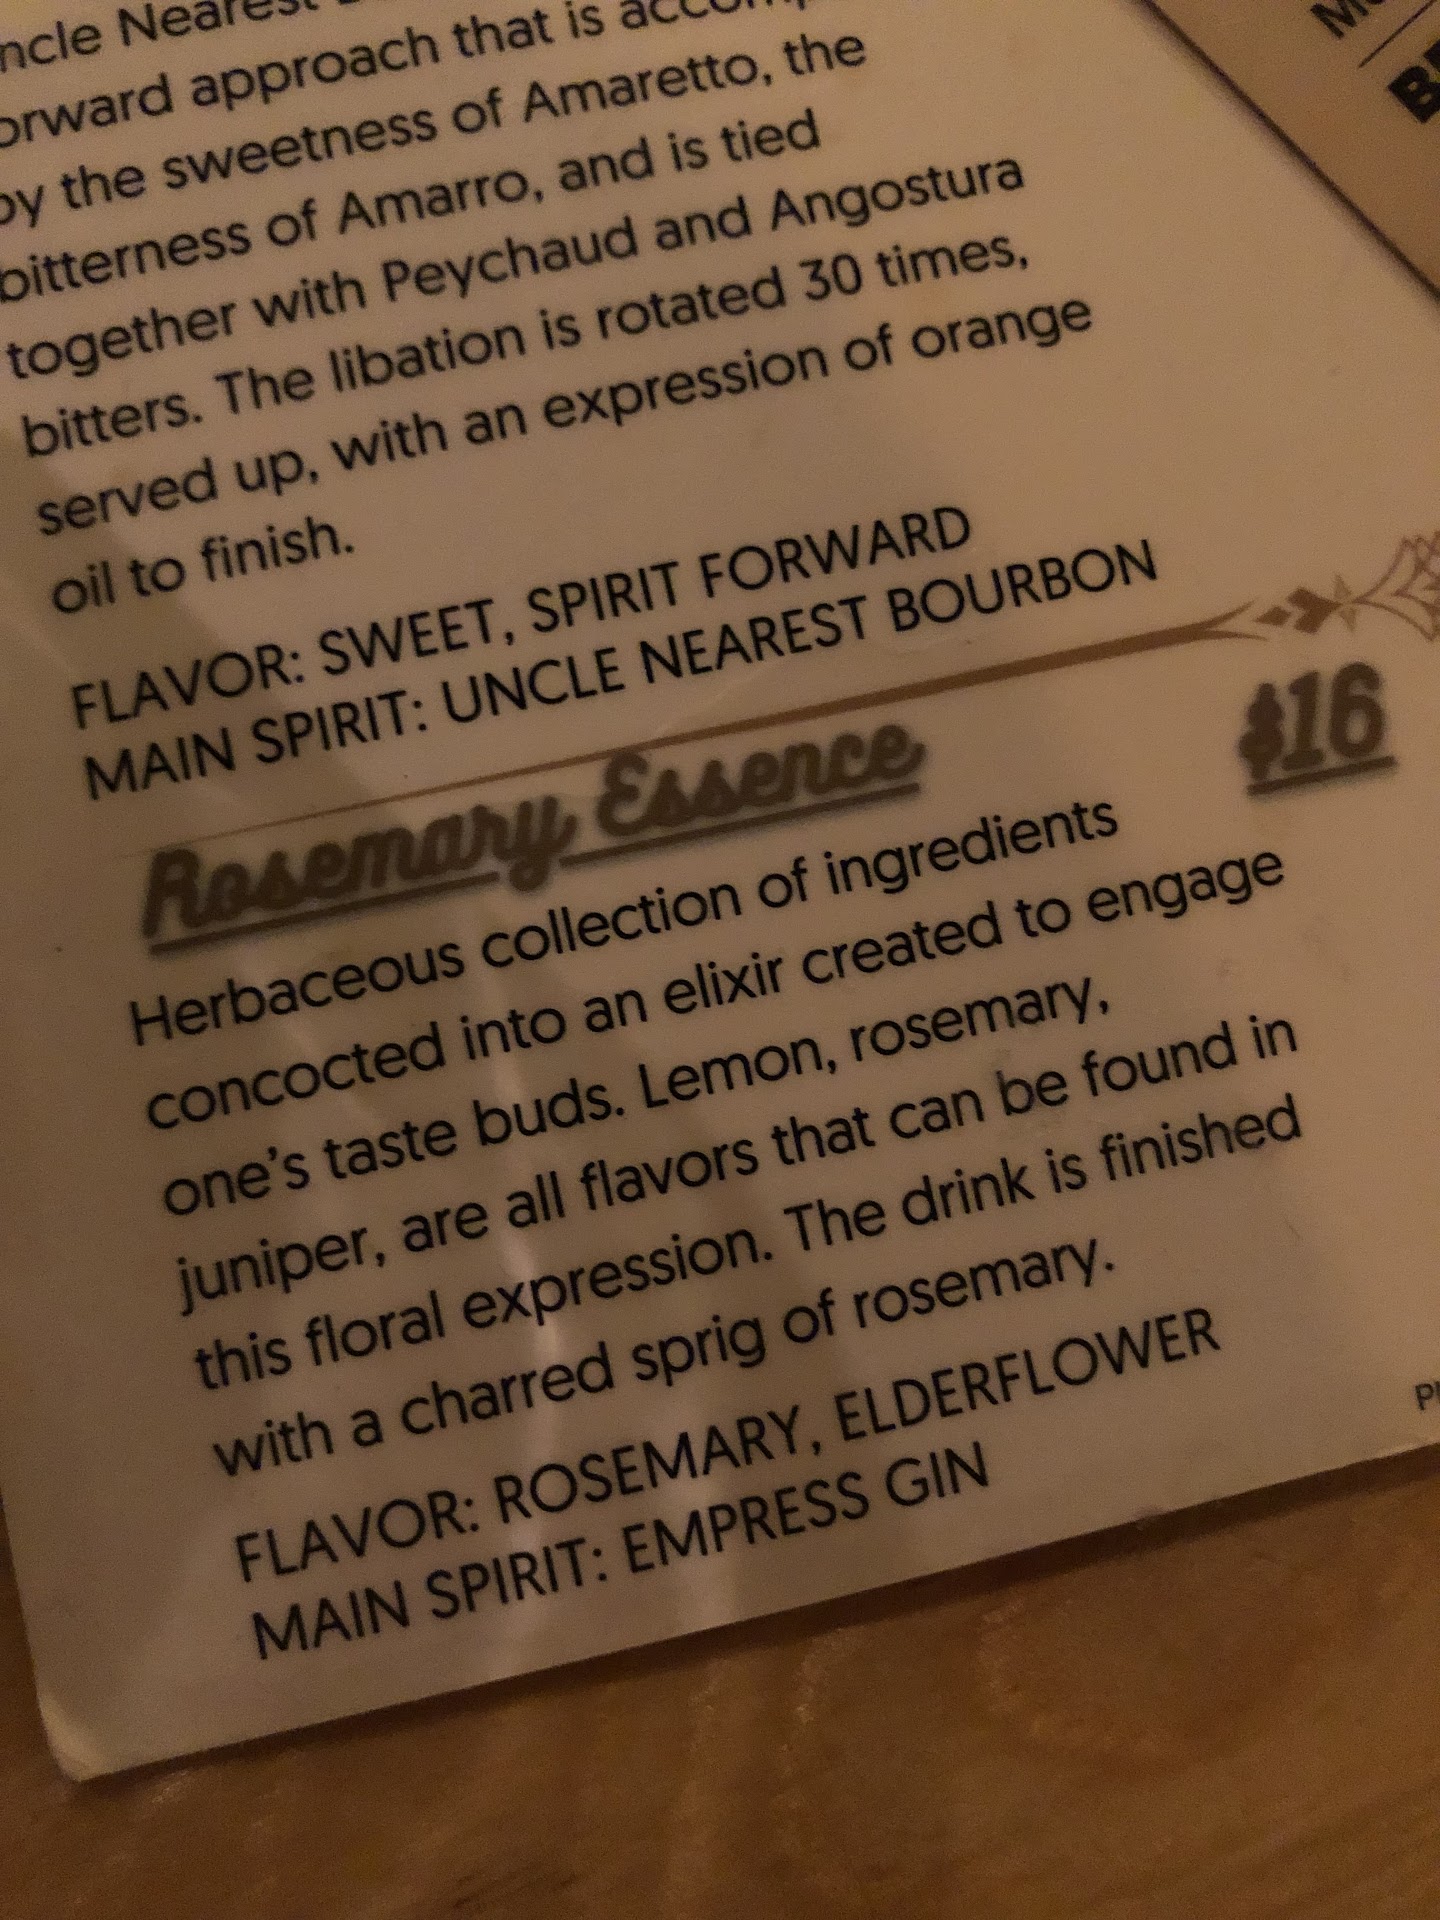 Nearest
forward approach that is
by the sweetness of Amaretto, the
bitterness of Amarro, and is tied
together with Peychaud and Angostura
bitters. The libation is rotated 30 times,
served up, with an expression of orange
oil to finish.
FLAVOR: SWEET, SPIRIT FORWARD
MAIN SPIRIT: UNCLE NEAREST BOURBON
Rosemary Essence $16
Herbaceous collection of ingredients
concocted into an elixir created to engage
one's taste buds. Lemon, rosemary,
juniper, are all flavors that can be found in
this floral expression. The drink is finished
with a charred sprig of rosemary.
FLAVOR: ROSEMARY, ELDERFLOWER
MAIN SPIRIT: EMPRESS GIN